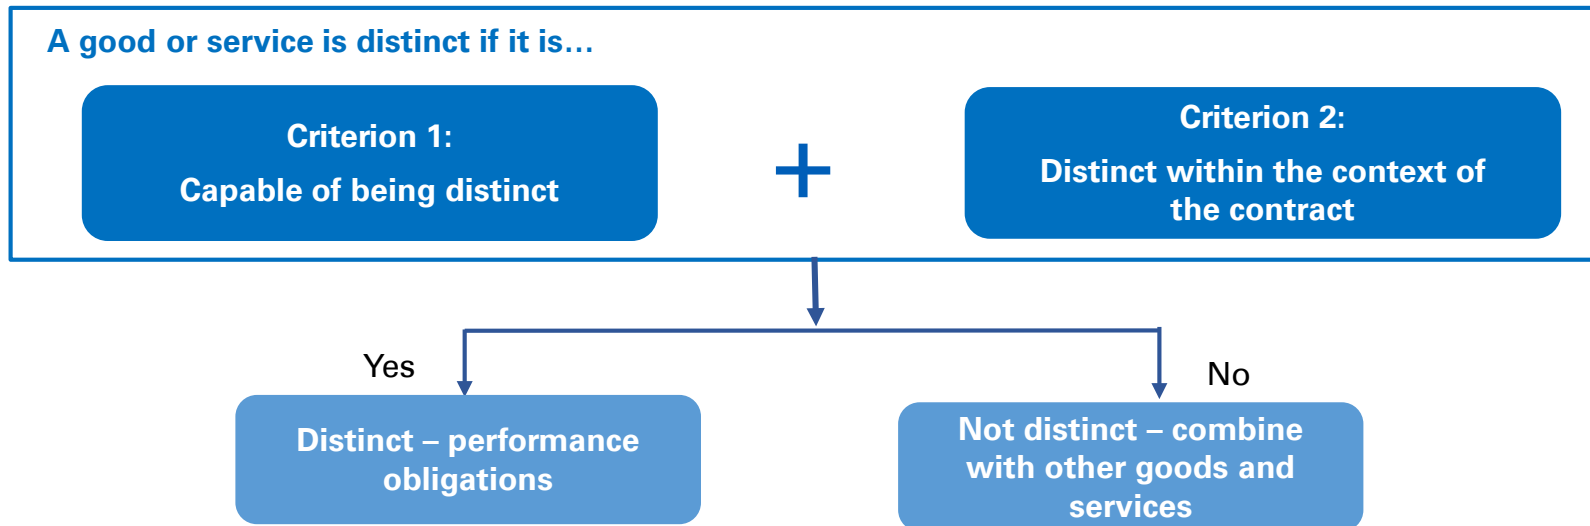 A good or service is distinct if it is…
Criterion 1:
Capable of being distinct
+
Criterion 2:
Distinct within the context of
the contract
Yes
No
Distinct – performance
obligations
Not distinct – combine
with other goods and
services